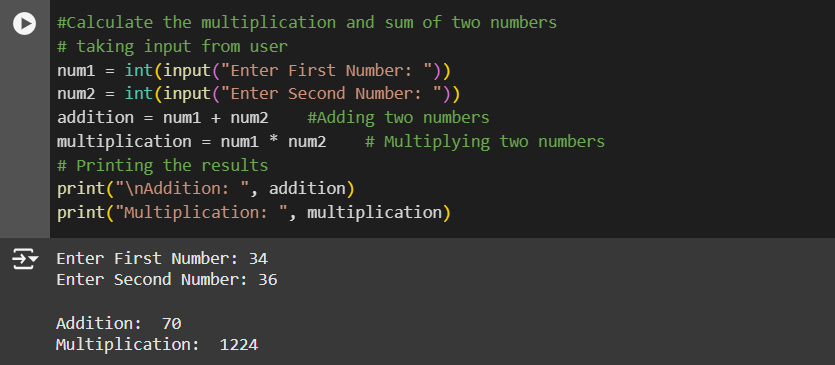 #Calculate the multiplication and sum of two numbers
# taking input from user
num1 = int(input("Enter First Number: "))
num2 = int(input("Enter Second Number: "))
addition = num1 + num2    #Adding two numbers
multiplication = num1 * num2    # Multiplying two numbers
# Printing the results
print("\nAddition: ", addition)
print("Multiplication: ", multiplication)
Enter First Number: 34
Enter Second Number: 36
Addition:  70
Multiplication:  1224